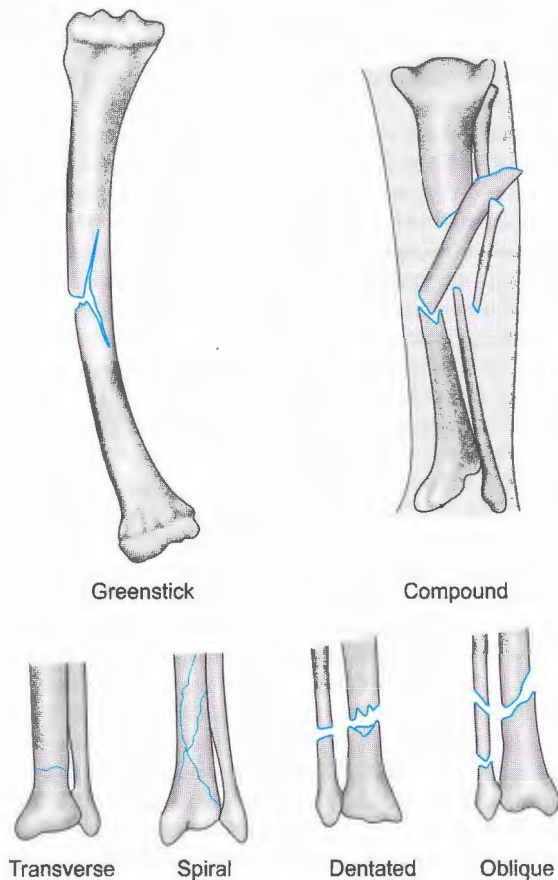 Greenstick
Compound
Transverse
Spiral
Dentated
Oblique